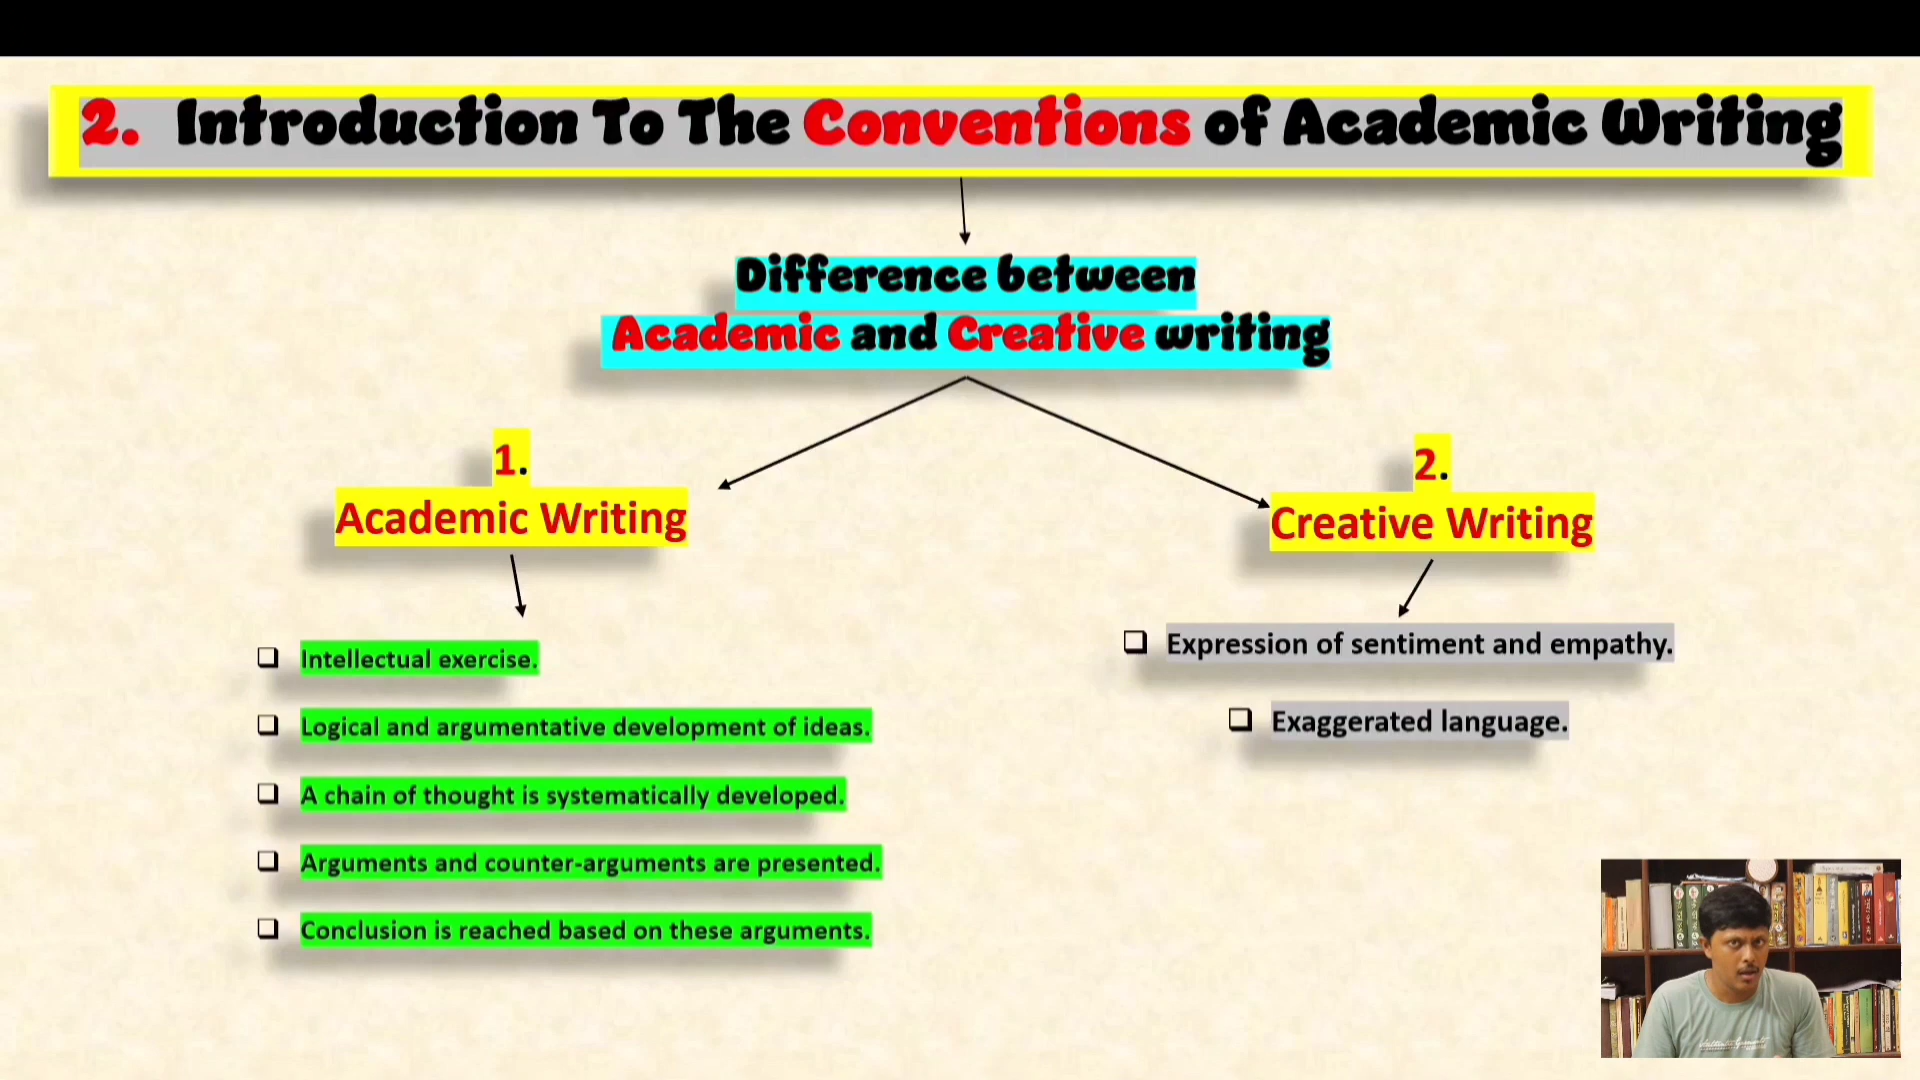 2. Introduction To The Conventions of Academic Writing
Difference between
Academic and Creative writing
1.
Academic Writing
Intellectual exercise.
Logical and argumentative development of ideas.
A chain of thought is systematically developed.
Arguments and counter-arguments are presented.
Conclusion is reached based on these arguments.
2.
Creative Writing
Expression of sentiment and empathy.
Exaggerated language.